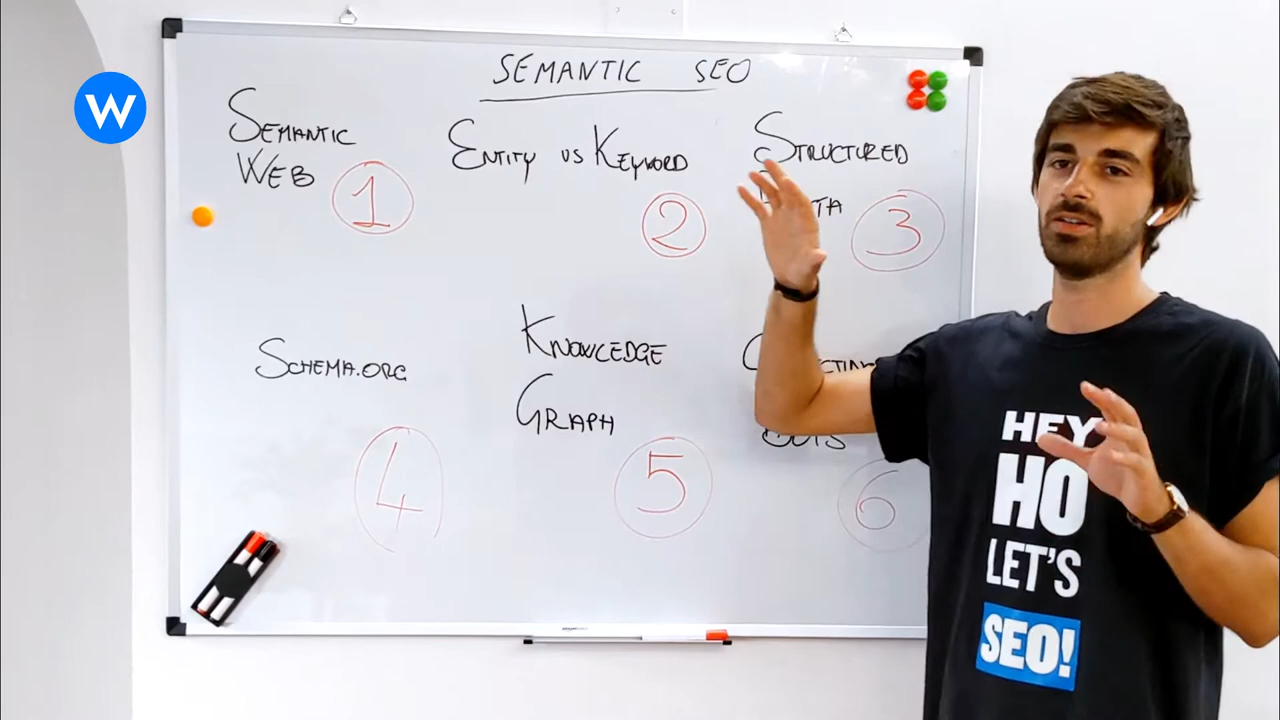 SEMANTIC SEO
W
SEMANTIC
WEB
1
ENTITY VS KEYWORD
2
STRUCTURED
3
SCHEMA.ORG
4
KNOWLEDGE
GRAPH
5
DOTS
6
HEY
HO
LET'S
SEO!